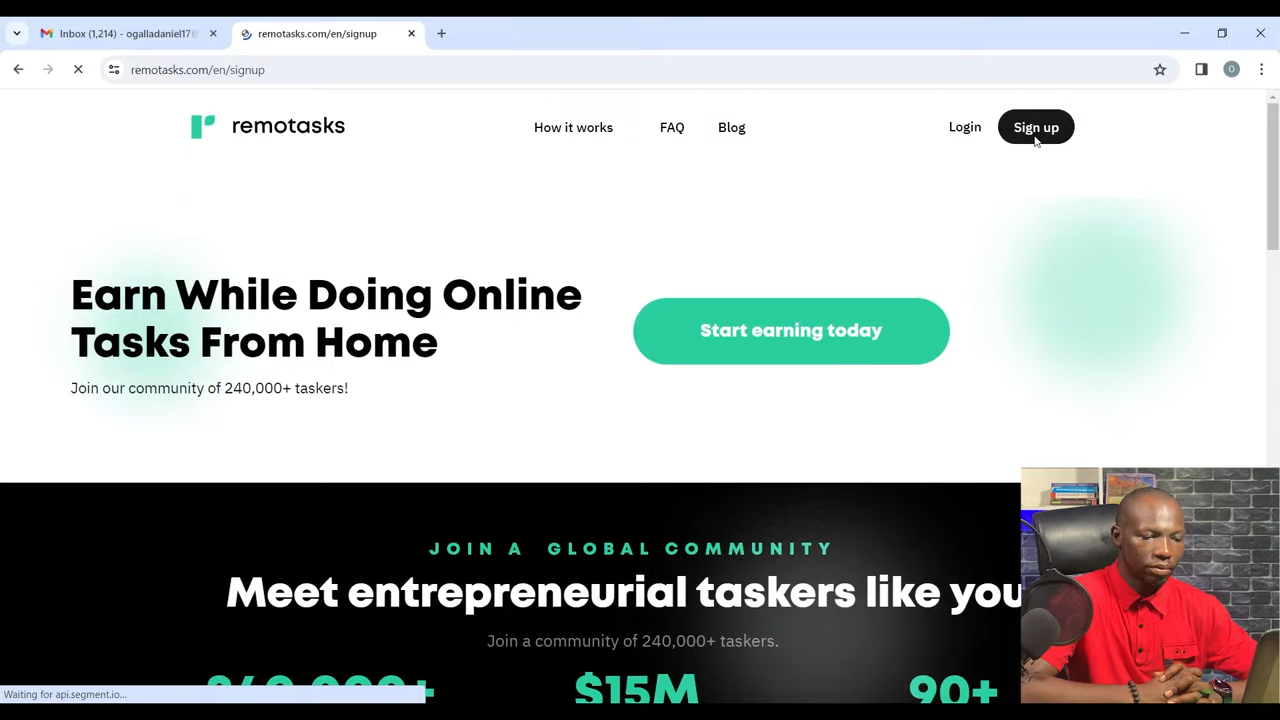 Inbox (1,214) - ogalladaniel17@
remotasks.com/en/signup
remotasks.com/en/signup
O
remotasks
How it works
FAQ
Blog
Login
Sign up
Earn While Doing Online
Tasks From Home
Join our community of 240,000+ taskers!
Start earning today
JOIN A GLOBAL COMMUNITY
Meet entrepreneurial taskers like you
Join a community of 240,000+ taskers.
240,000+
$15M
90+
Waiting for api.segment.io...